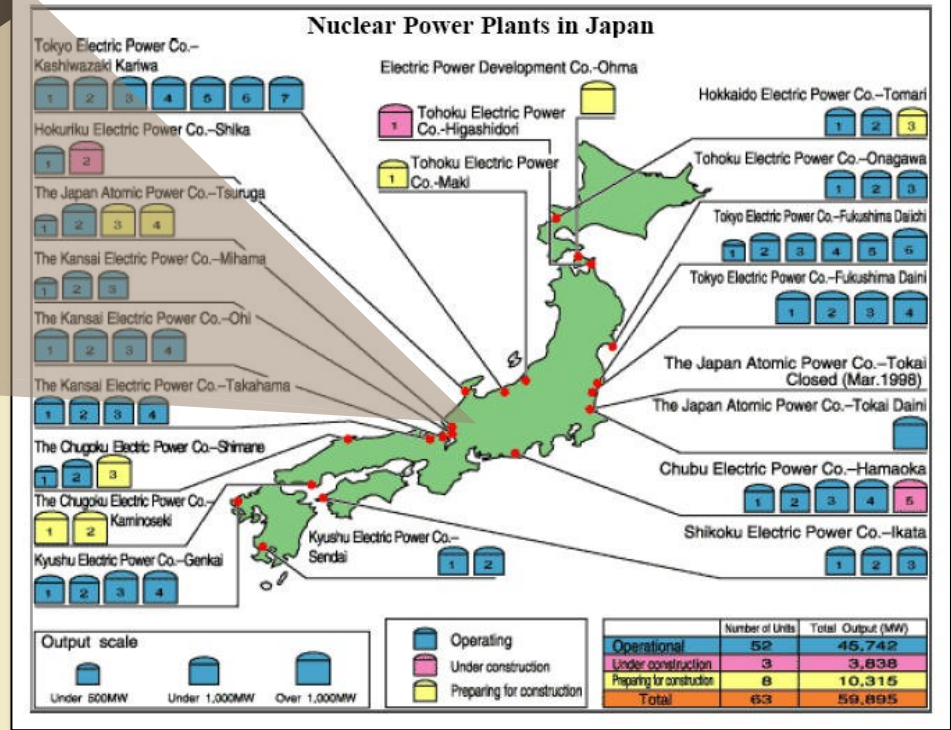 Nuclear Power Plants in Japan
Tokyo Electric Power Co.–
Kashiwazaki Kariwa
1 2 3 4 5 6 7
Hokuriku Electric Power Co.–Shika
1 2
The Japan Atomic Power Co.–Tsuruga
1 2 3 4
The Kansai Electric Power Co.–Mihama
1 2 3
The Kansai Electric Power Co.–Ohi
1 2 3 4
The Kansai Electric Power Co.–Takahama
1 2 3 4
The Chugoku Electric Power Co.–Shimane
1 2 3
The Chugoku Electric Power Co.–
Kaminoseki
1 2
Kyushu Electric Power Co.–Genkai
1 2 3 4
Electric Power Development Co.–Ohma
1 Tohoku Electric Power
Co.–Higashidori
1 Tohoku Electric Power
Co.–Maki
Hokkaido Electric Power Co.–Tomari
1 2 3
Tohoku Electric Power Co.–Onagawa
1 2 3
Tokyo Electric Power Co.–Fukushima Daiichi
1 2 3 4 5 6
Tokyo Electric Power Co.–Fukushima Daini
1 2 3 4
The Japan Atomic Power Co.–Tokai
Closed (Mar.1998)
The Japan Atomic Power Co.–Tokai Daini
Chubu Electric Power Co.–Hamaoka
1 2 3 4 5
Shikoku Electric Power Co.–Ikata
1 2 3
Kyushu Electric Power Co.–
Sendai
1 2
Output scale
Under 500MW Under 1,000MW Over 1,000MW
Operating
Under construction
Preparing for construction
Number of Units Total Output (MW)
Operational 52 45,742
Under construction 3 3,838
Preparing for construction 8 10,315
Total 63 59,895